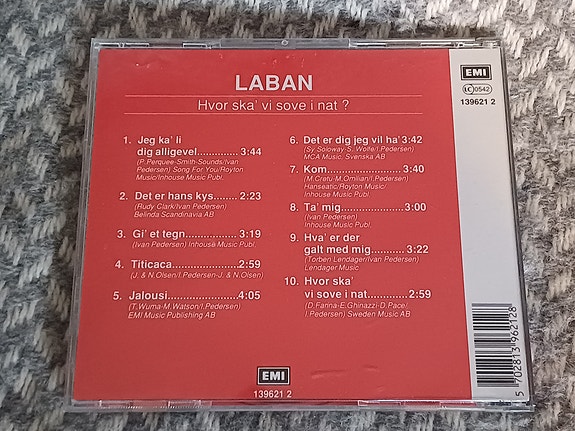 LABAN
Hvor ska' vi sove i nat ?
1. Jeg ka' li
dig alligevel.............. 3:44
(P.Perquee-Smith-Sounds/Ivan
Pedersen) Song For You/Royton
Music/Inhouse Music Publ.
2. Det er hans kys........ 2:23
(Rudy Clark/Ivan Pedersen)
Belinda Scandinavia AB
3. Gi' et tegn............... 3:19
(Ivan Pedersen) Inhouse Music Publ.
4. Titicaca................... 2:59
(J. & N.Olsen/I.Pedersen-J. & N.Olsen)
5. Jalousi.................... 4:05
(T.Wuma-M.Watson/I.Pedersen)
EMI Music Publishing AB
6. Det er dig jeg vil ha' 3:42
(Sy.Soloway-S. Wolfe/I.Pedersen)
MCA Music, Svenska AB
7. Kom...................... 3:40
(M.Cretu-M.Omlian/I.Pedersen)
Hanseatic/Royton Music/
Inhouse Music Publ.
8. Ta' mig.................. 3:00
(Ivan Pedersen)
Inhouse Music Publ.
9. Hva' er der
galt med mig.......... 3:22
(Torben Lendager/Ivan Pedersen)
Lendager Music
10. Hvor ska'
vi sove i nat............ 2:59
(D.Farina-E.Ghinazzi-D.Pace/
I.Pedersen) Sweden Music AB
EMI
139621 2
EMI
LC 0542
139621 2
5 702813 962128